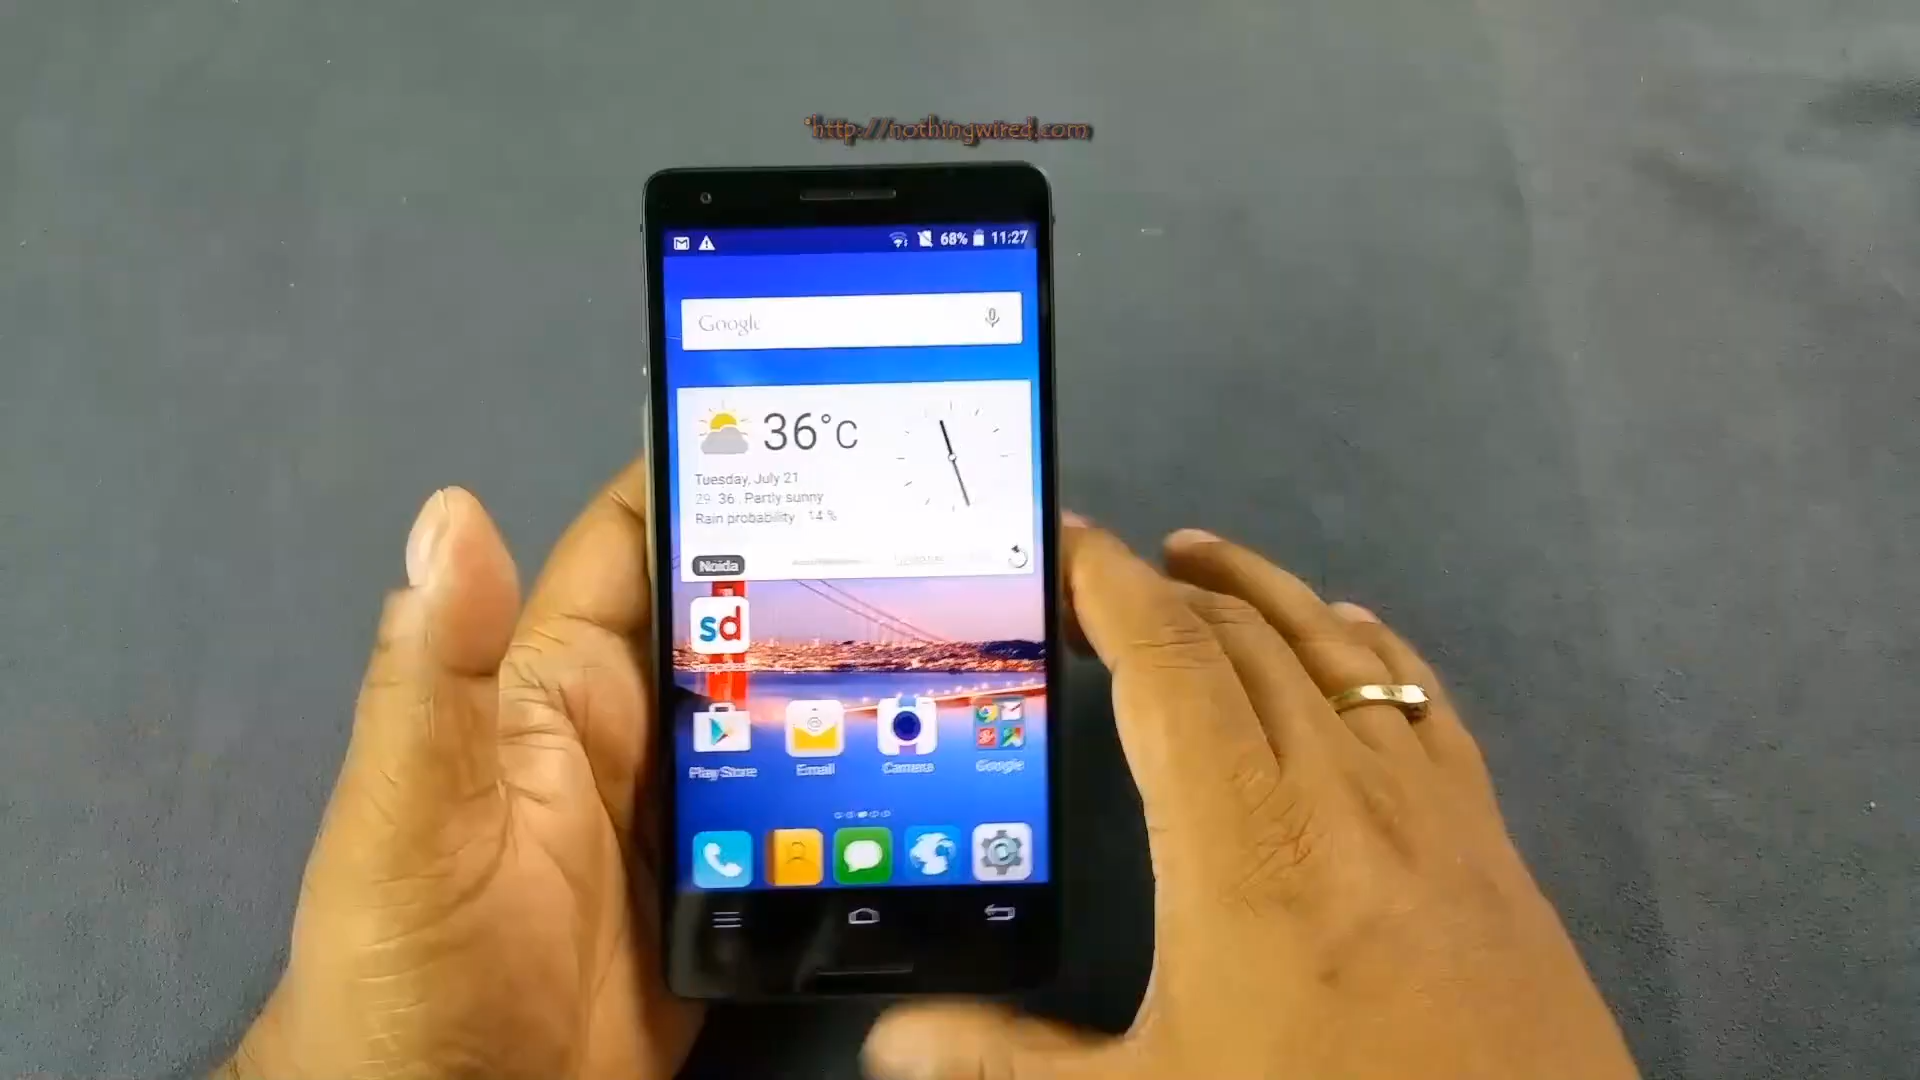 http://nothingwired.com
68% 11:27
Google
36°C
Tuesday, July 21
29 36 Partly sunny
Rain probability 14 %
Noida
sd
Play Store Email Camera Google